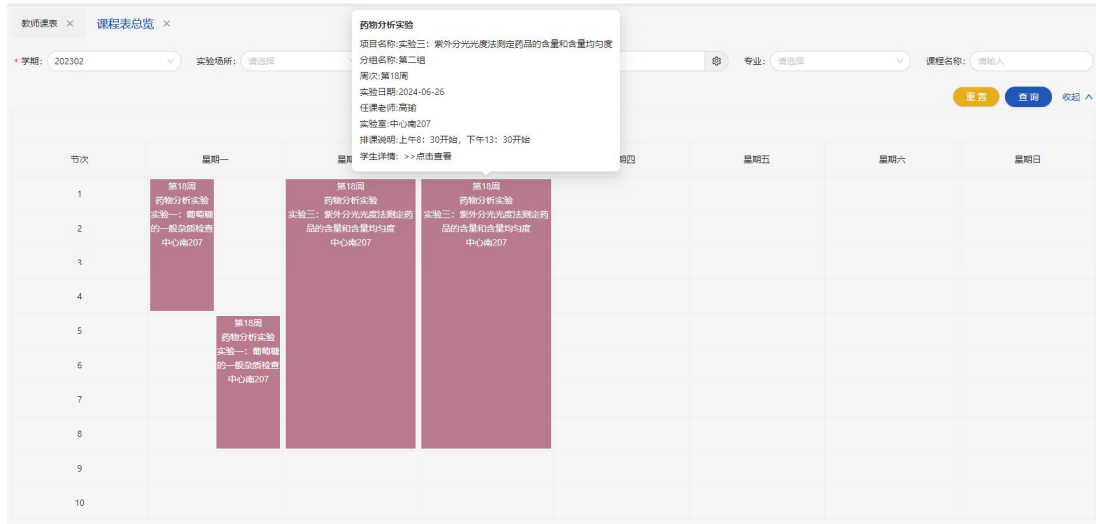 教师课表 ×
课程表总览 ×
药物分析实验
项目名称:实验三：紫外分光光度法测定药品的含量和含量均匀度
分组名称:第二组
周次:第18周
实验日期:2024-06-26
任课老师:高瑜
实验室:中心南207
排课说明:上午8：30开始，下午13：30开始
学生详情: >>点击查看
* 学期: 202302
实验场所: 请选择
专业: 请选择
课程名称: 请输入
重置
查询
收起
节次
星期一
星期五
星期六
星期日
1
2
3
4
5
6
7
8
9
10
第18周
药物分析实验
实验一：葡萄糖
的一般杂质检查
中心南207
第18周
药物分析实验
实验一：葡萄糖
的一般杂质检查
中心南207
第18周
药物分析实验
实验三：紫外分光光度法测定药
品的含量和含量均匀度
中心南207
第18周
药物分析实验
实验三：紫外分光光度法测定药
品的含量和含量均匀度
中心南207